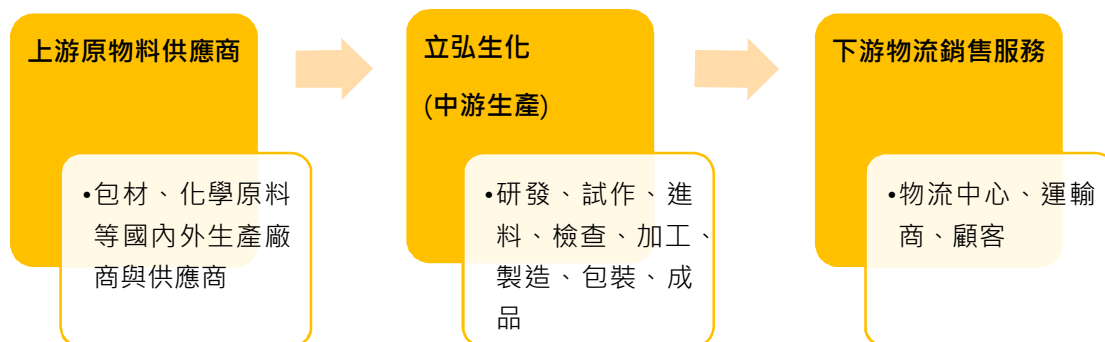 上游原物料供應商
•包材、化學原料
等國內外生產廠
商與供應商
立弘生化
(中游生產)
•研發、試作、進
料、檢查、加工、
製造、包裝、成
品
下游物流銷售服務
•物流中心、運輸
商、顧客